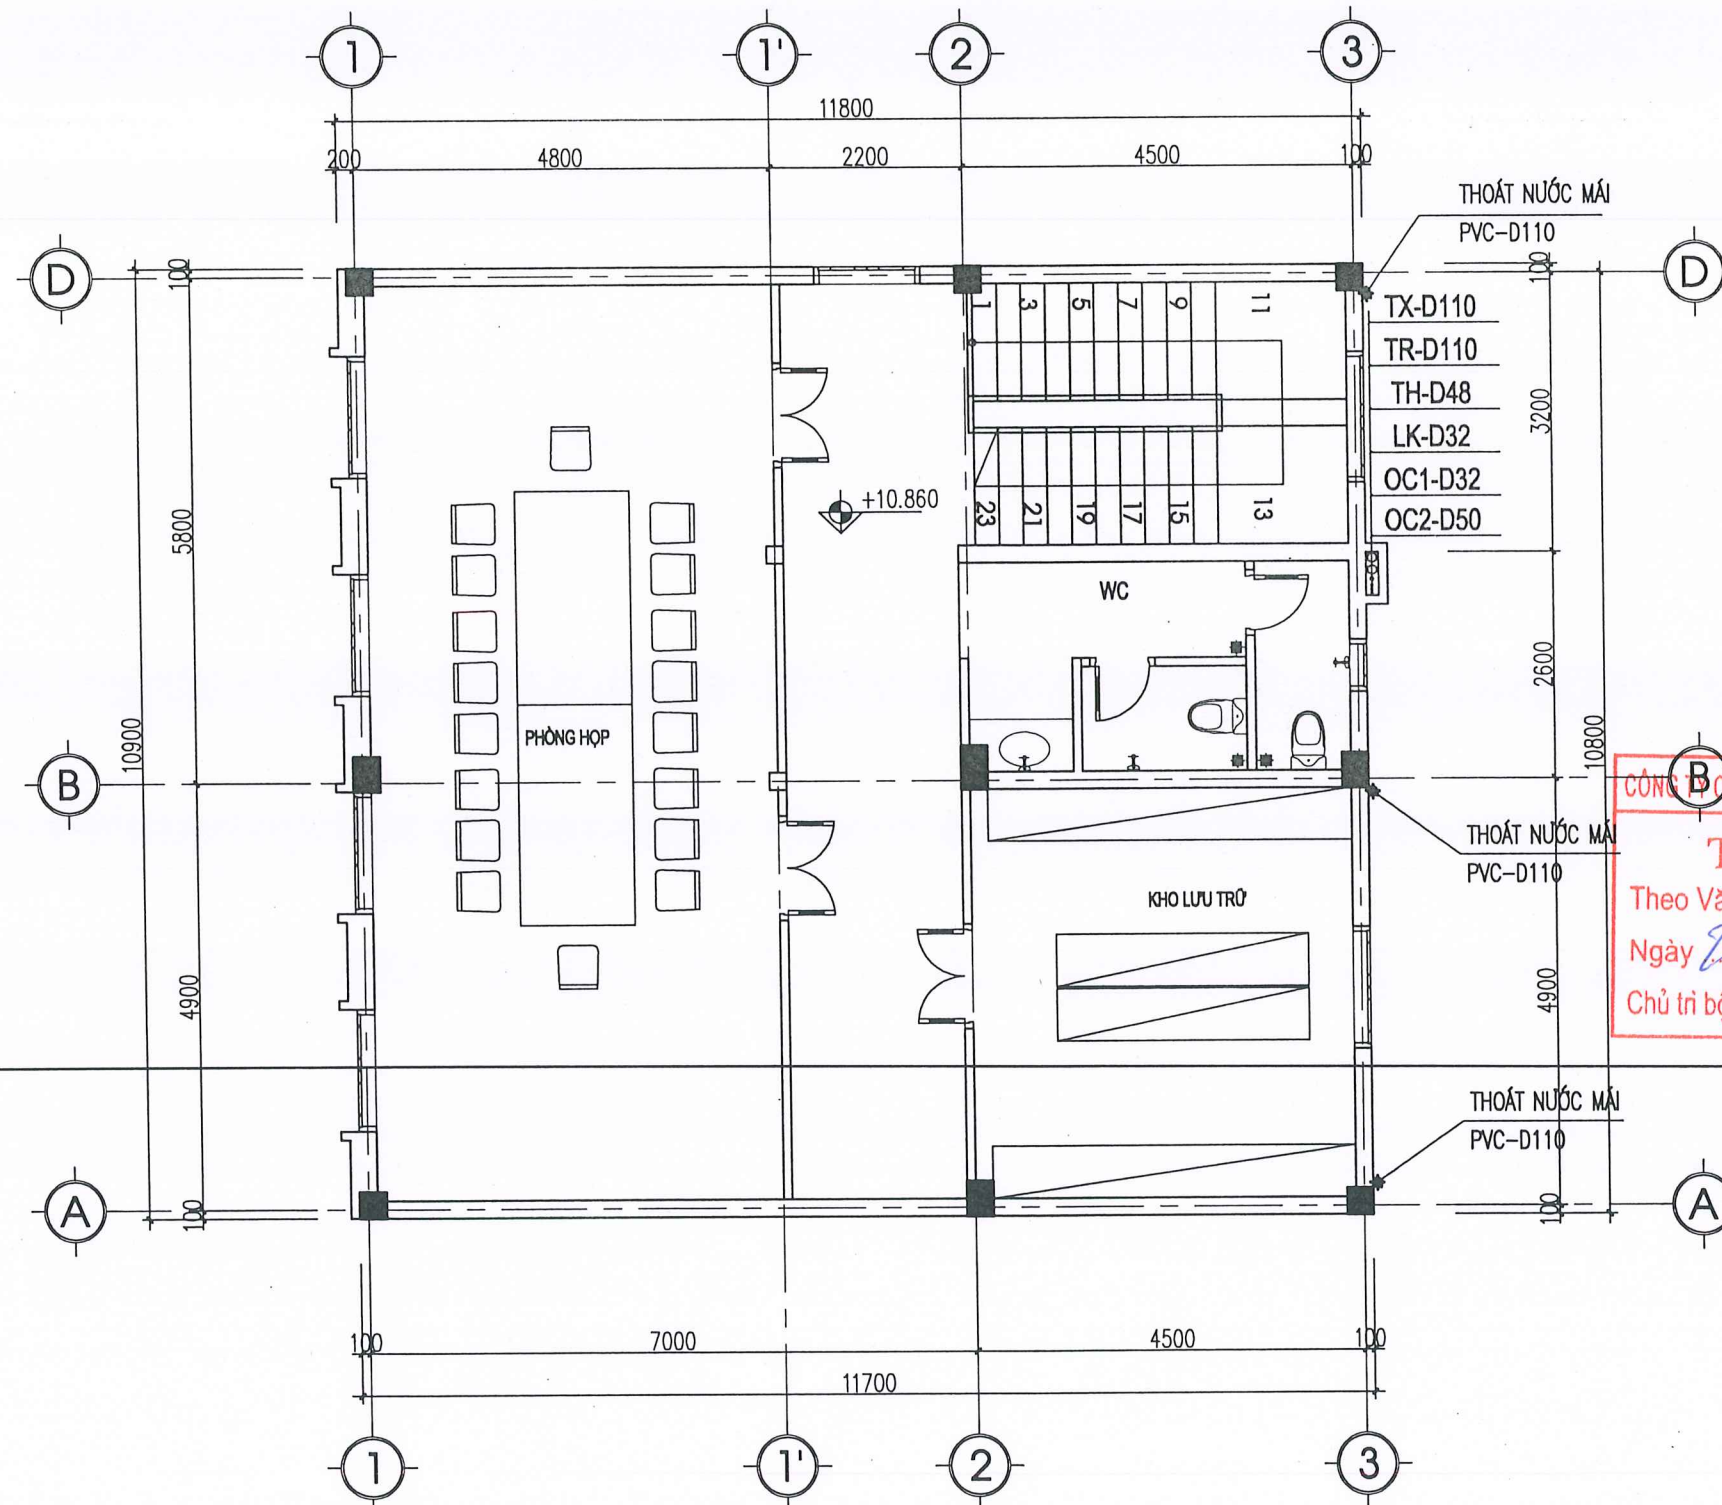 1 1' 2 3
11800
200 4800 2200 4500 100
THOÁT NƯỚC MÁI
PVC-D110
D D
100 100
1 3 5 7 9 11
TX-D110
TR-D110
TH-D48
LK-D32
OC1-D32
OC2-D50
3200
5800
+10.860
23 21 19 17 15 13
WC
2600
10900
10800
PHÒNG HỌP
B B
CÔNG TY
THOÁT NƯỚC MÁI
PVC-D110
KHO LƯU TRỮ
Theo
Ngày
Chủ trì
4900 4900
THOÁT NƯỚC MÁI
PVC-D110
A A
100 100
100 7000 4500 100
11700
1 1' 2 3